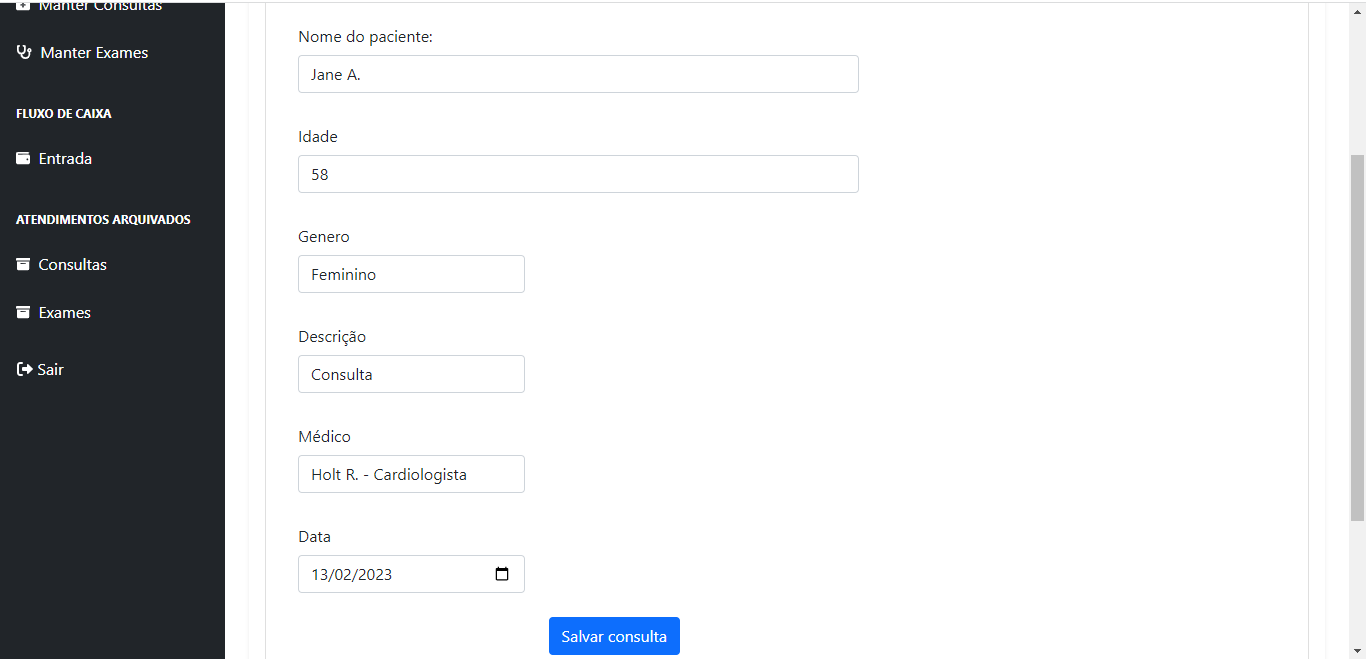 Manter Consultas
Manter Exames
FLUXO DE CAIXA
Entrada
ATENDIMENTOS ARQUIVADOS
Consultas
Exames
Sair
Nome do paciente:
Jane A.
Idade
58
Genero
Feminino
Descrição
Consulta
Médico
Holt R. - Cardiologista
Data
13/02/2023
Salvar consulta